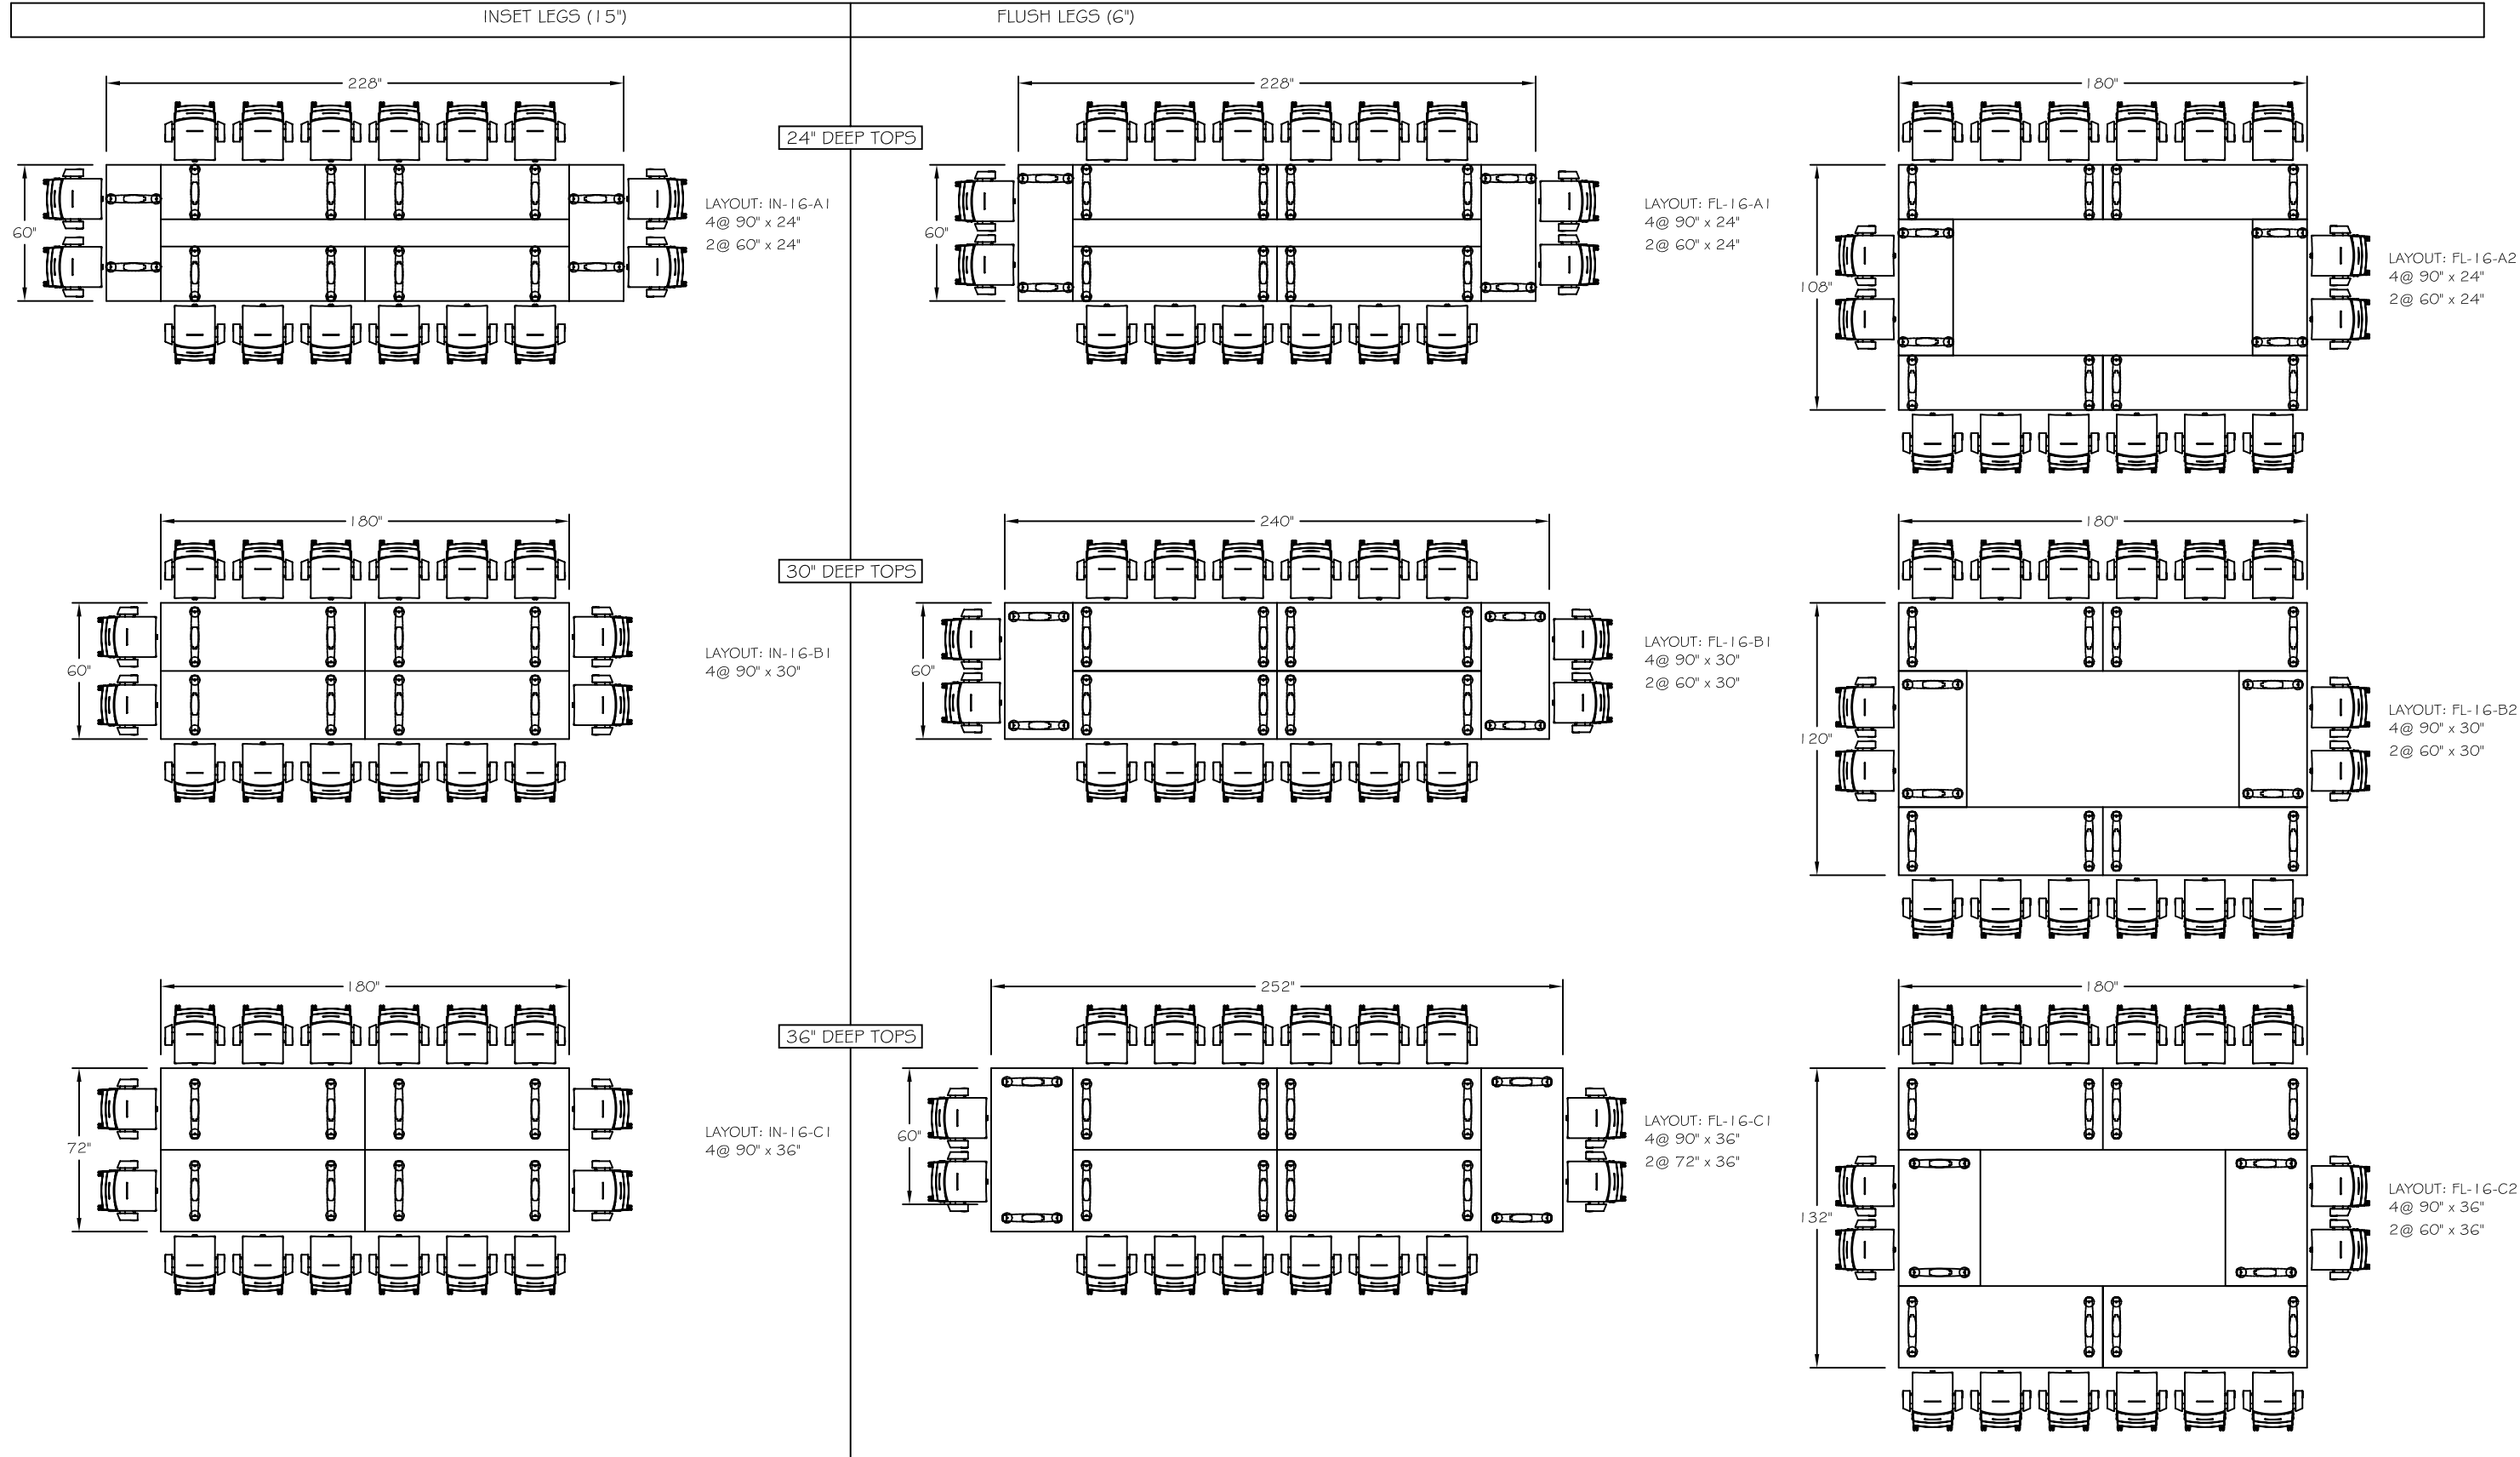 INSET LEGS (15")
FLUSH LEGS (6")
24" DEEP TOPS
228"
60"
LAYOUT: IN-16-A1
4@ 90" x 24"
2@ 60" x 24"
228"
60"
LAYOUT: FL-16-A1
4@ 90" x 24"
2@ 60" x 24"
180"
108"
LAYOUT: FL-16-A2
4@ 90" x 24"
2@ 60" x 24"
30" DEEP TOPS
180"
60"
LAYOUT: IN-16-B1
4@ 90" x 30"
240"
60"
LAYOUT: FL-16-B1
4@ 90" x 30"
2@ 60" x 30"
180"
120"
LAYOUT: FL-16-B2
4@ 90" x 30"
2@ 60" x 30"
36" DEEP TOPS
180"
72"
LAYOUT: IN-16-C1
4@ 90" x 36"
252"
60"
LAYOUT: FL-16-C1
4@ 90" x 36"
2@ 72" x 36"
180"
132"
LAYOUT: FL-16-C2
4@ 90" x 36"
2@ 60" x 36"